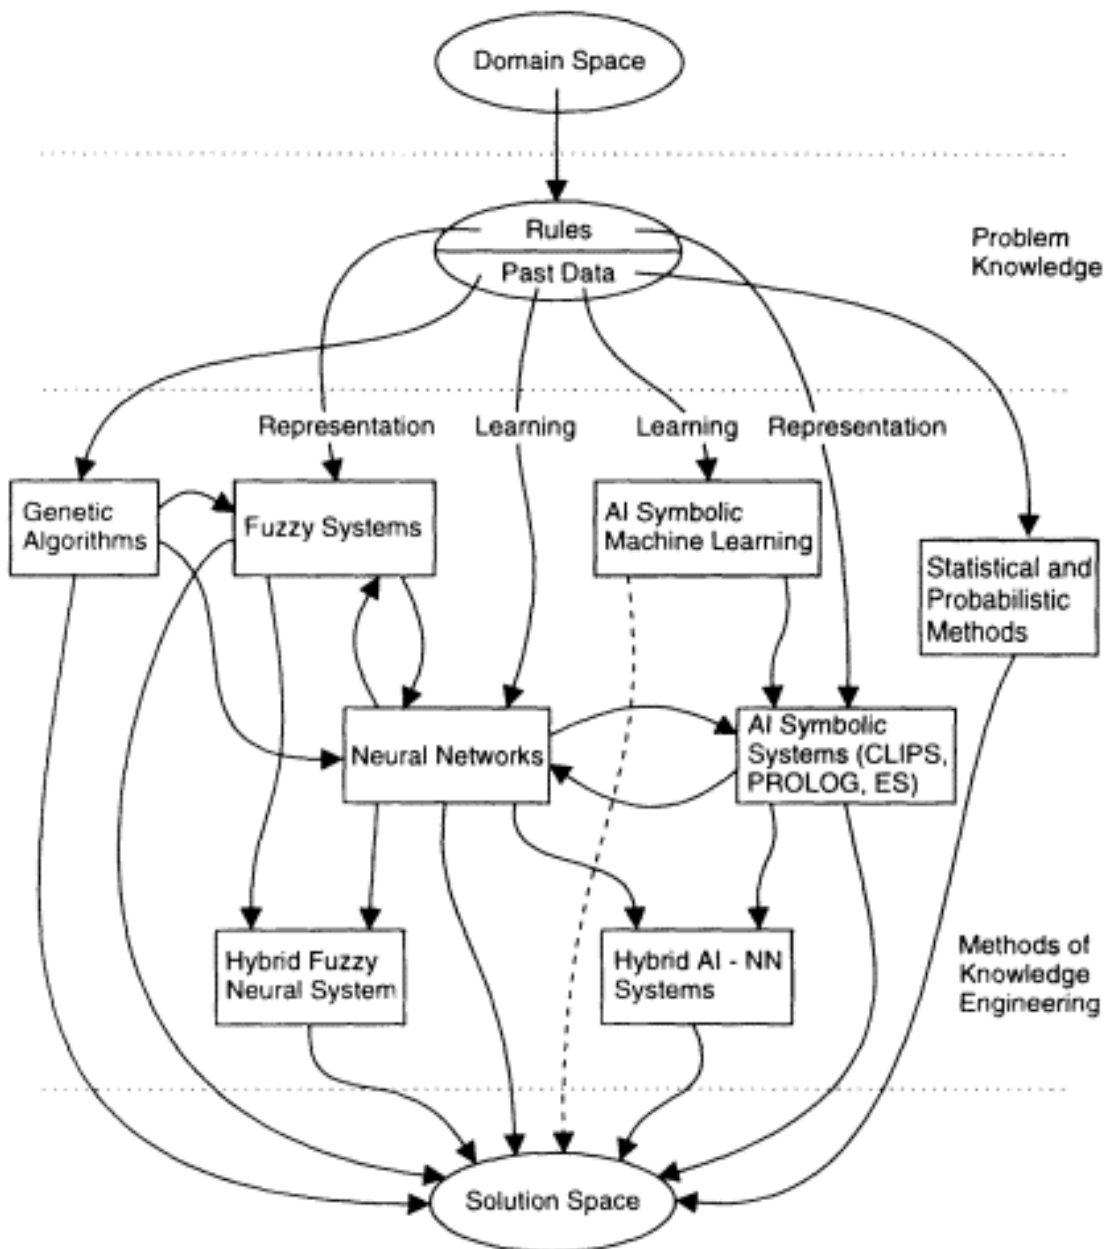 Domain Space
Rules
Past Data
Problem
Knowledge
Representation
Learning
Learning
Representation
Genetic
Algorithms
Fuzzy Systems
AI Symbolic
Machine Learning
Statistical and
Probabilistic
Methods
Neural Networks
AI Symbolic
Systems (CLIPS,
PROLOG, ES)
Hybrid Fuzzy
Neural System
Hybrid AI - NN
Systems
Methods of
Knowledge
Engineering
Solution Space